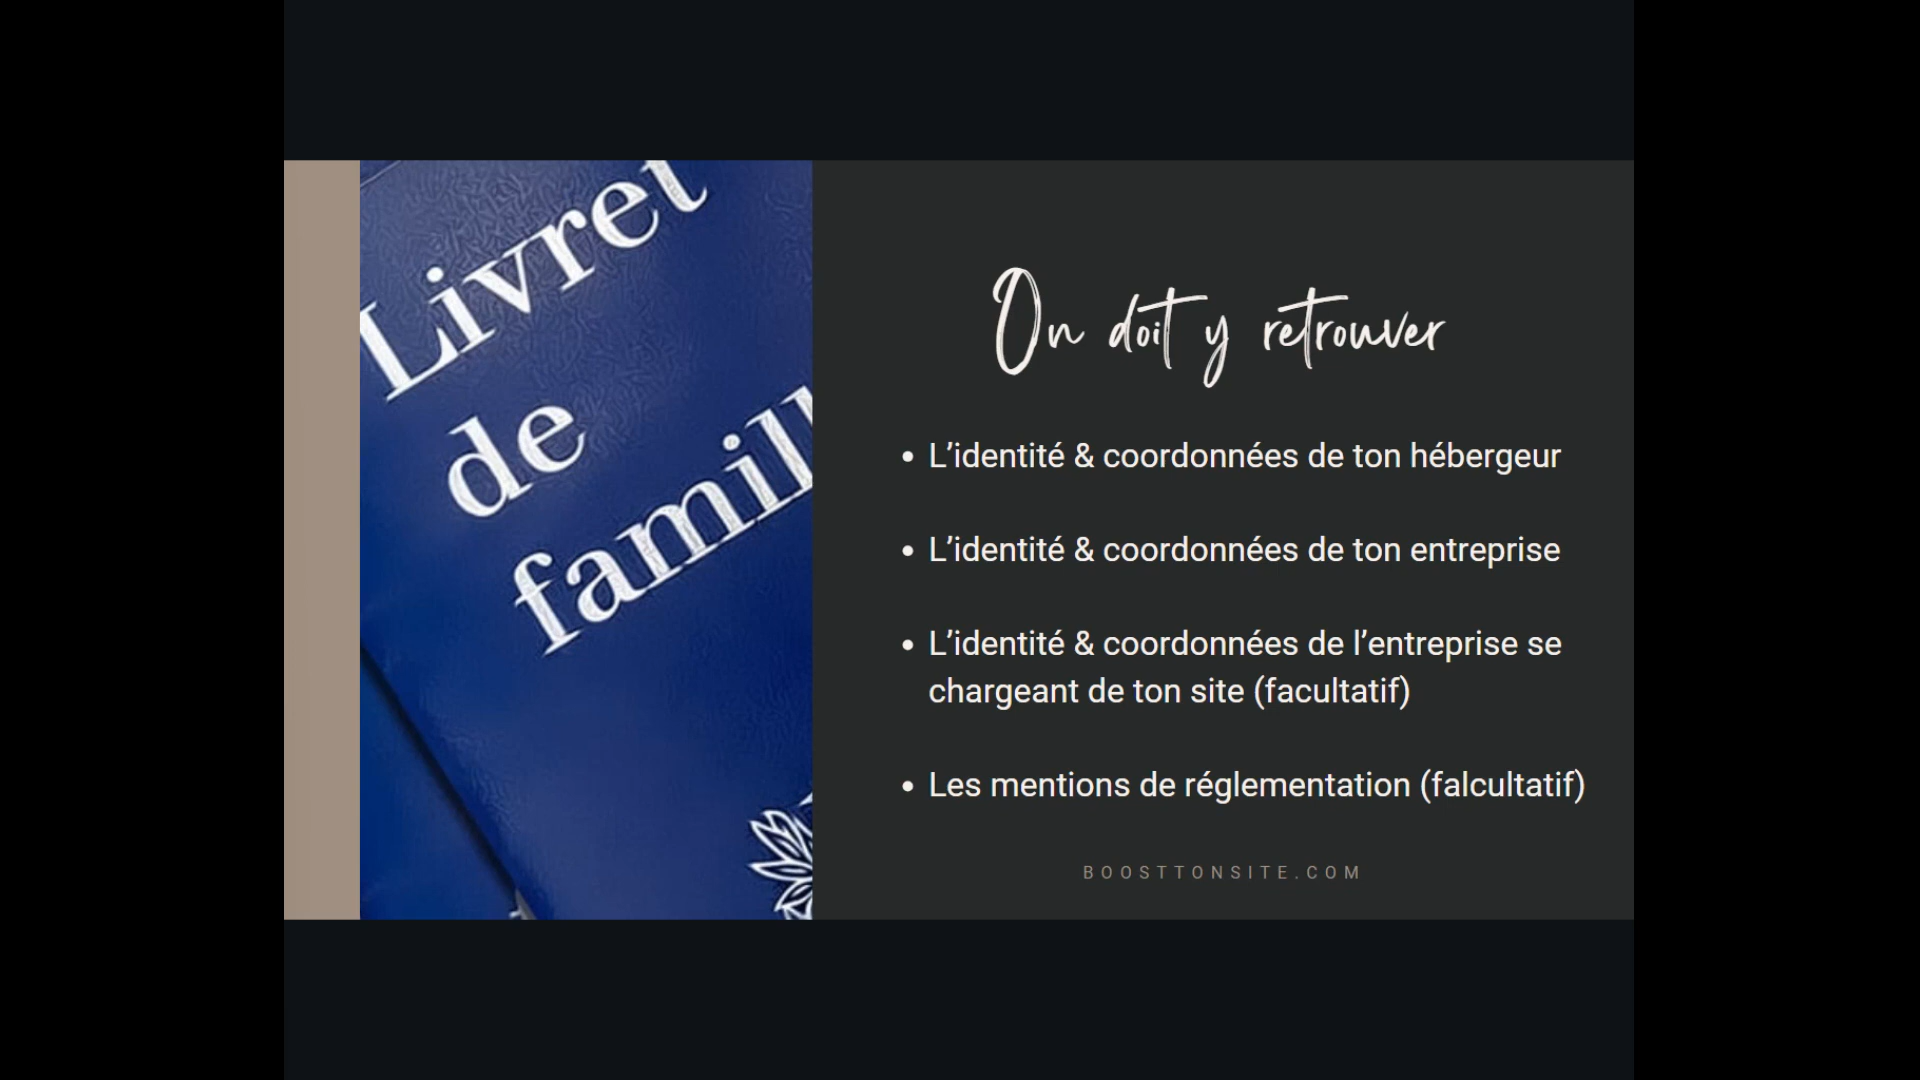 Livret
de
famill
On doit y retrouver
• L’identité & coordonnées de ton hébergeur
• L’identité & coordonnées de ton entreprise
• L’identité & coordonnées de l’entreprise se
chargeant de ton site (facultatif)
• Les mentions de réglementation (falcultatif)
BOOSTTONSITE.COM